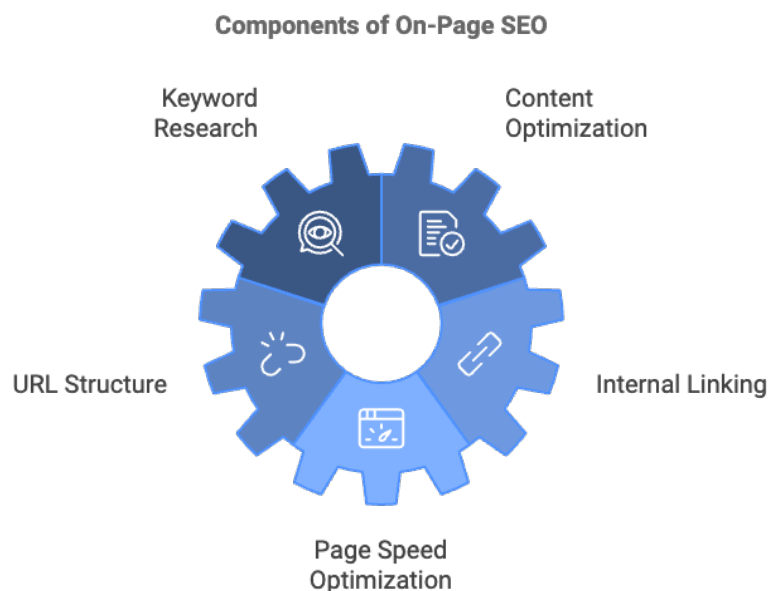 Components of On-Page SEO
Keyword
Research
Content
Optimization
URL Structure
Internal Linking
Page Speed
Optimization